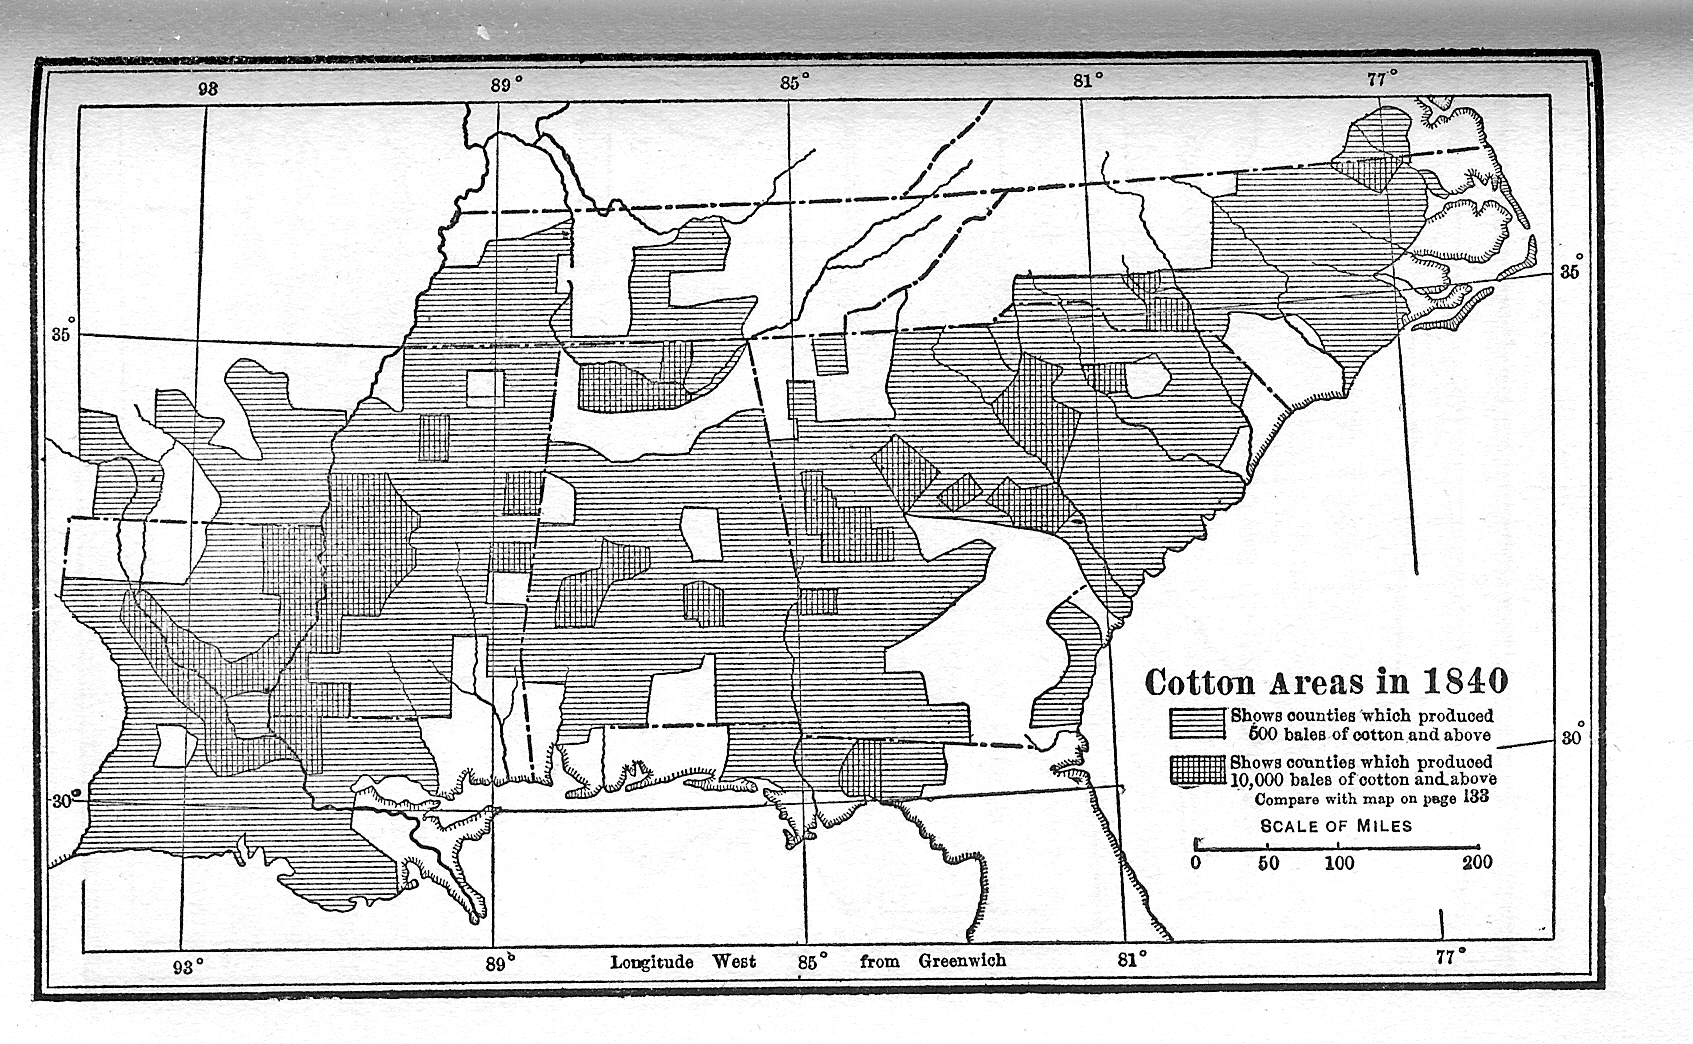 93 89° 85° 81° 77°
35° 35°
Cotton Areas in 1840
Shows counties which produced
500 bales of cotton and above
Shows counties which produced
10,000 bales of cotton and above
Compare with map on page 133
SCALE OF MILES
0 50 100 200
30° 30°
93° 89° Longitude West 85° from Greenwich 81° 77°